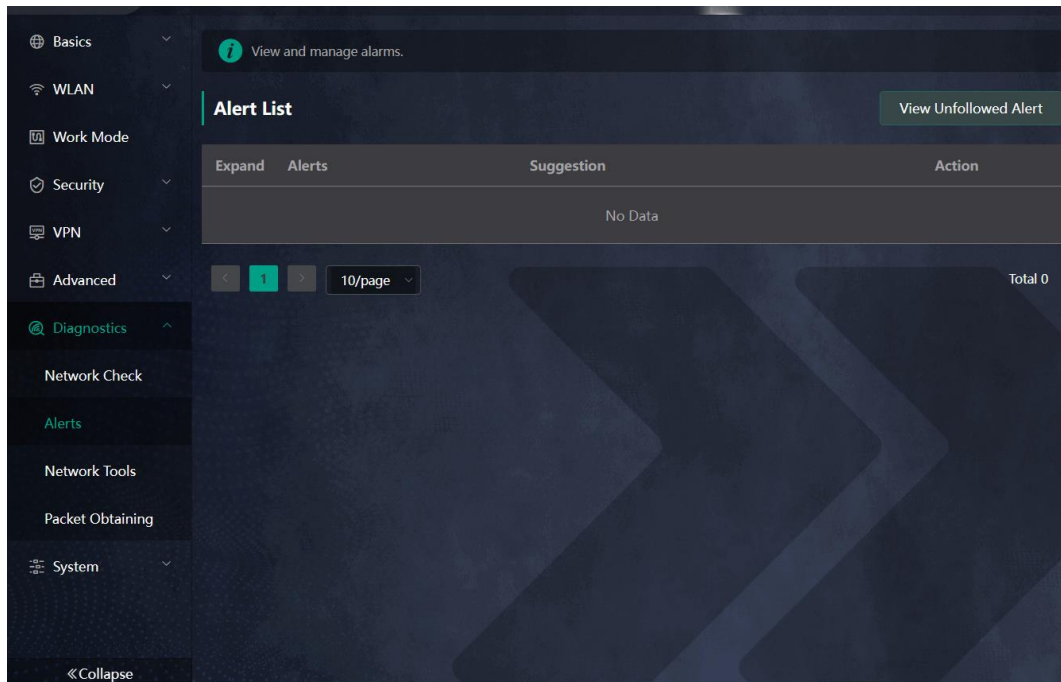 Basics
WLAN
Work Mode
Security
VPN
Advanced
Diagnostics
Network Check
Alerts
Network Tools
Packet Obtaining
System
«Collapse
i View and manage alarms.
Alert List
View Unfollowed Alert
Expand Alerts Suggestion Action
No Data
< 1 > 10/page Total 0